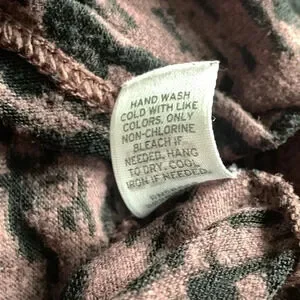 HAND WASH
COLD WITH LIKE
COLORS. ONLY
NON-CHLORINE
BLEACH IF
NEEDED. HANG
TO DRY. COOL
IRON IF NEEDED.